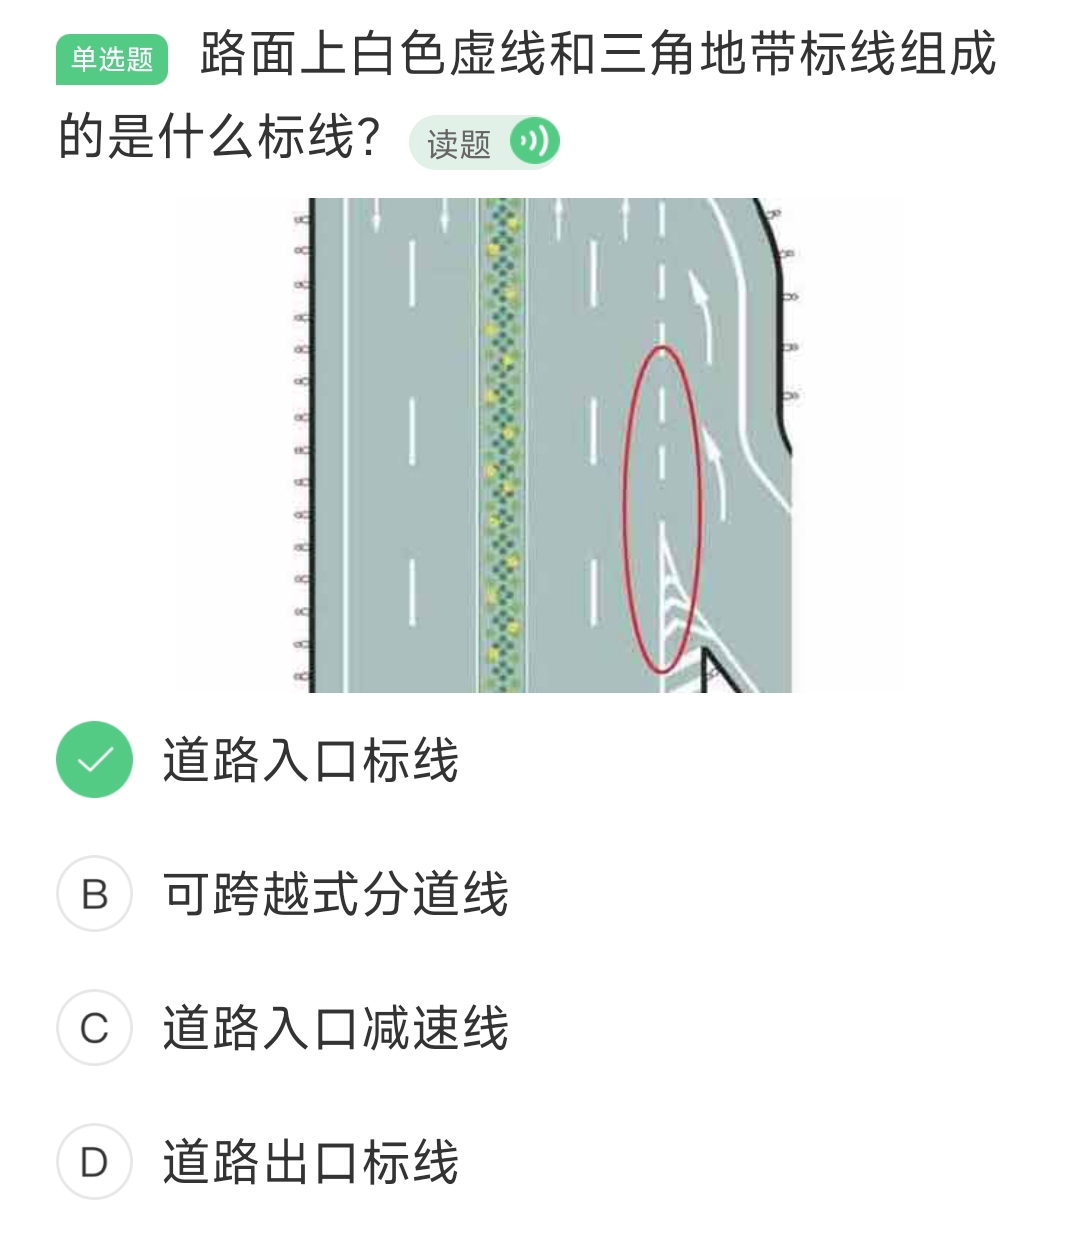 单选题 路面上白色虚线和三角地带标线组成
的是什么标线? 读题
道路入口标线
B 可跨越式分道线
C 道路入口减速线
D 道路出口标线